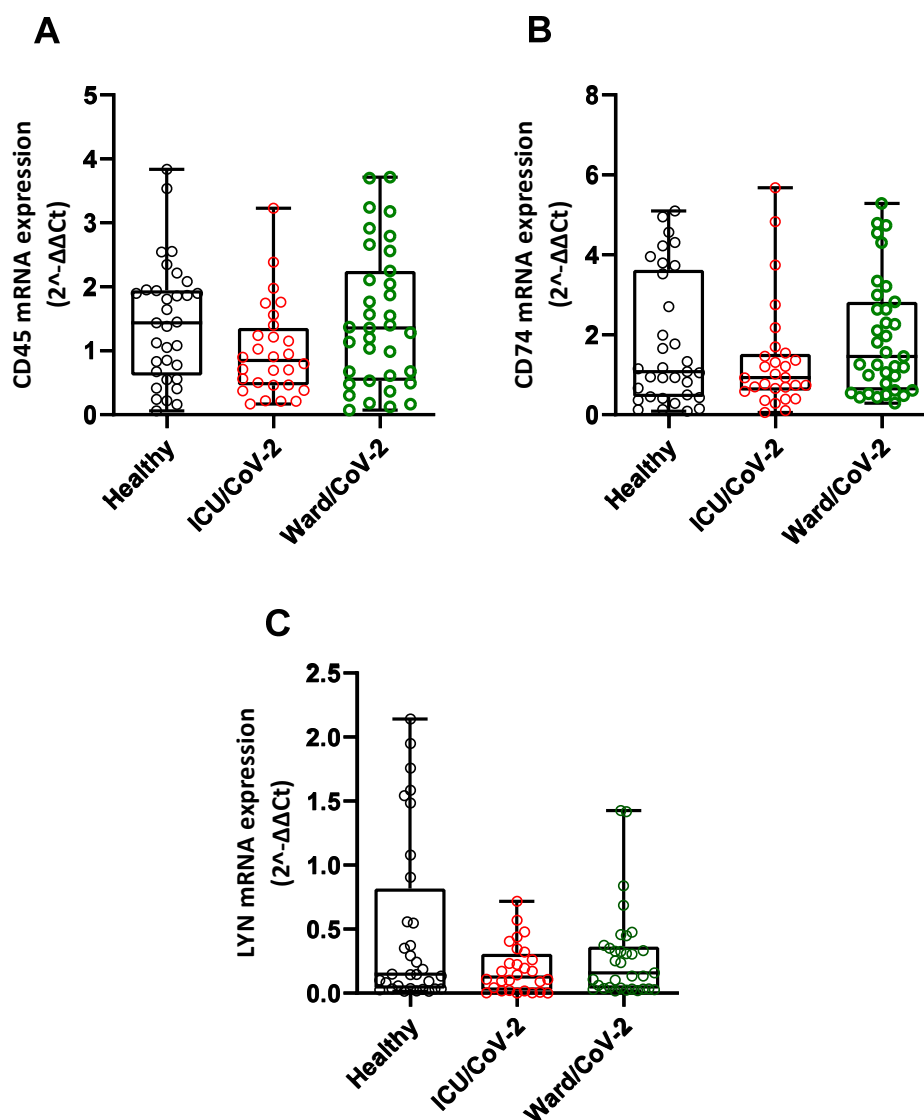 A
CD45 mRNA expression
(2^-ΔΔCt)
5
4
3
2
1
0
Healthy
ICU/CoV-2
Ward/CoV-2
B
CD74 mRNA expression
(2^-ΔΔCt)
8
6
4
2
0
Healthy
ICU/CoV-2
Ward/CoV-2
C
LYN mRNA expression
(2^-ΔΔCt)
2.5
2.0
1.5
1.0
0.5
0.0
Healthy
ICU/CoV-2
Ward/CoV-2